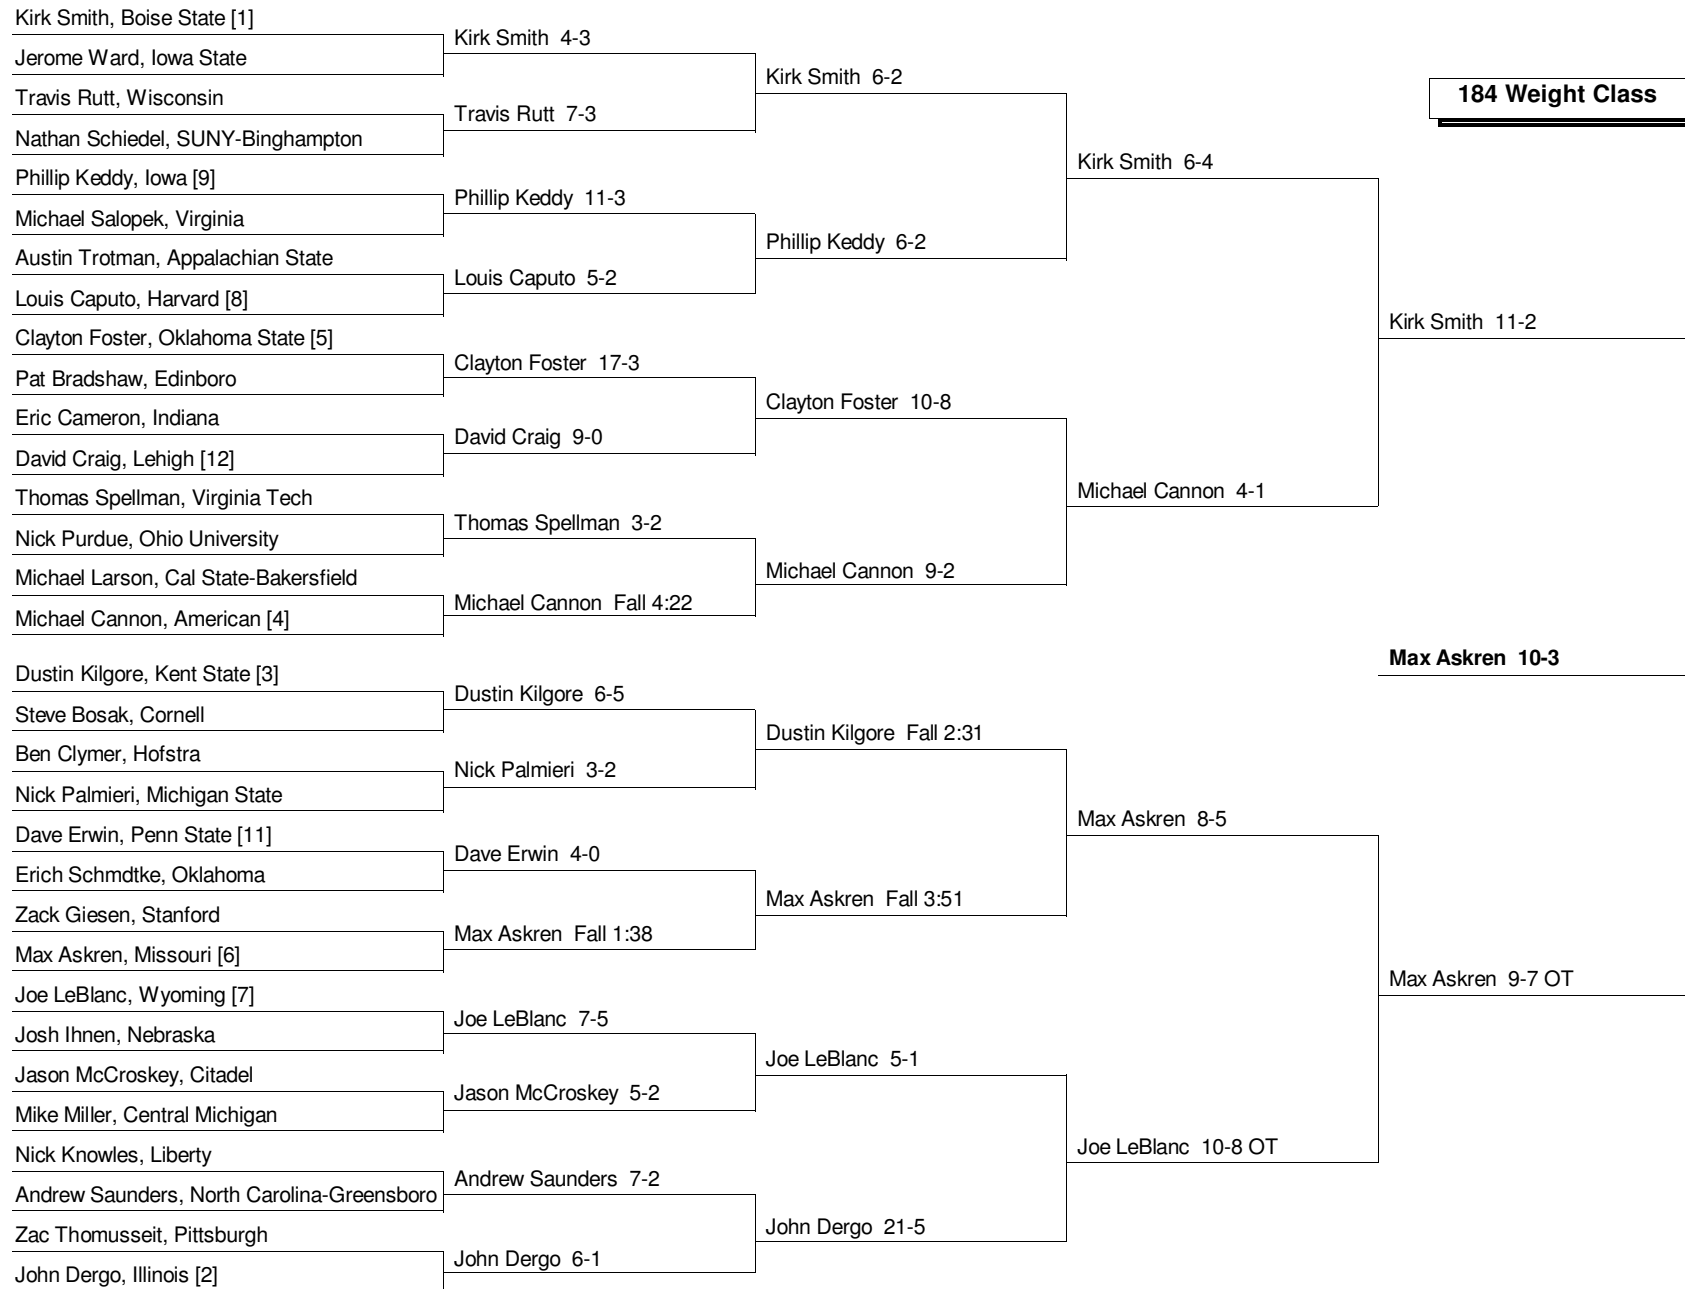 Kirk Smith, Boise State [1]
Jerome Ward, Iowa State
Travis Rutt, Wisconsin
Nathan Schiedel, SUNY-Binghampton
Phillip Keddy, Iowa [9]
Michael Salopek, Virginia
Austin Trotman, Appalachian State
Louis Caputo, Harvard [8]
Clayton Foster, Oklahoma State [5]
Pat Bradshaw, Edinboro
Eric Cameron, Indiana
David Craig, Lehigh [12]
Thomas Spellman, Virginia Tech
Nick Purdue, Ohio University
Michael Larson, Cal State-Bakersfield
Michael Cannon, American [4]
Dustin Kilgore, Kent State [3]
Steve Bosak, Cornell
Ben Clymer, Hofstra
Nick Palmieri, Michigan State
Dave Erwin, Penn State [11]
Erich Schmdtke, Oklahoma
Zack Giesen, Stanford
Max Askren, Missouri [6]
Joe LeBlanc, Wyoming [7]
Josh Ihnen, Nebraska
Jason McCroskey, Citadel
Mike Miller, Central Michigan
Nick Knowles, Liberty
Andrew Saunders, North Carolina-Greensboro
Zac Thomusseit, Pittsburgh
John Dergo, Illinois [2]
Kirk Smith 4-3
Travis Rutt 7-3
Phillip Keddy 11-3
Louis Caputo 5-2
Clayton Foster 17-3
David Craig 9-0
Thomas Spellman 3-2
Michael Cannon Fall 4:22
Dustin Kilgore 6-5
Nick Palmieri 3-2
Dave Erwin 4-0
Max Askren Fall 1:38
Joe LeBlanc 7-5
Jason McCroskey 5-2
Andrew Saunders 7-2
John Dergo 6-1
Kirk Smith 6-2
Phillip Keddy 6-2
Clayton Foster 10-8
Michael Cannon 9-2
Dustin Kilgore Fall 2:31
Max Askren Fall 3:51
Joe LeBlanc 5-1
John Dergo 21-5
Kirk Smith 6-4
Michael Cannon 4-1
Max Askren 8-5
Joe LeBlanc 10-8 OT
184 Weight Class
Kirk Smith 11-2
Max Askren 10-3
Max Askren 9-7 OT